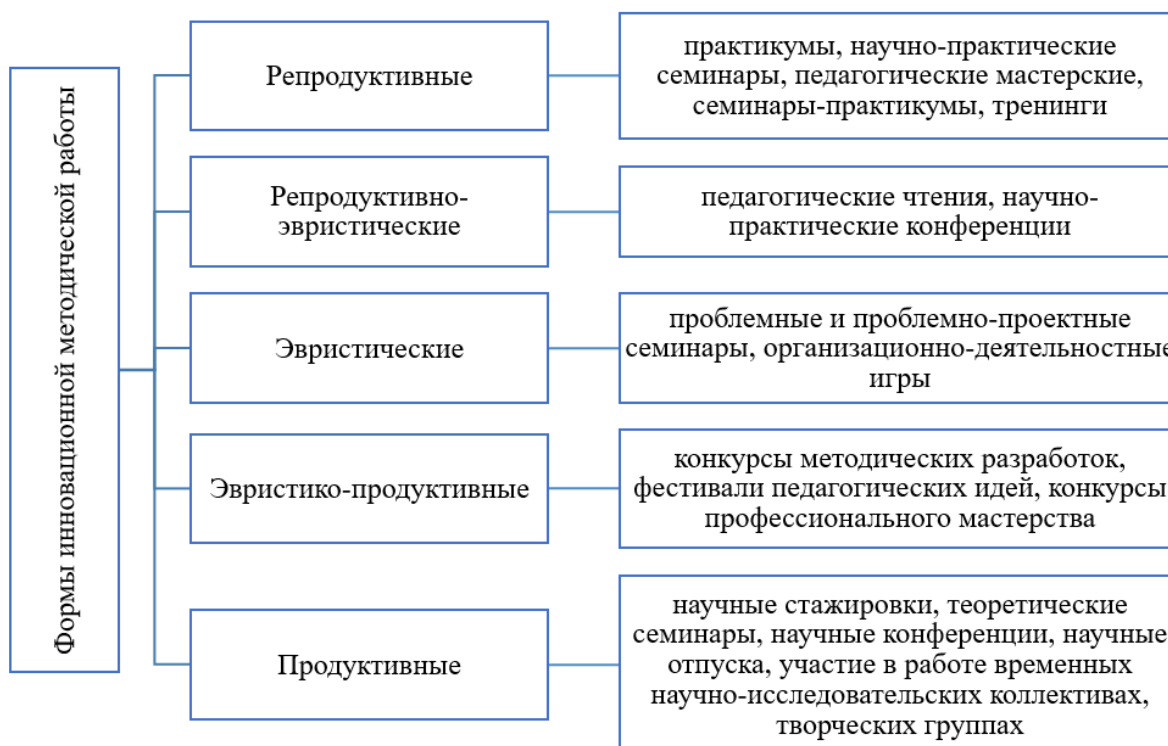 Формы инновационной методической работы
Репродуктивные
практикумы, научно-практические
семинары, педагогические мастерские,
семинары-практикумы, тренинги
Репродуктивно-
эвристические
педагогические чтения, научно-
практические конференции
Эвристические
проблемные и проблемно-проектные
семинары, организационно-деятельностные
игры
Эвристико-продуктивные
конкурсы методических разработок,
фестивали педагогических идей, конкурсы
профессионального мастерства
Продуктивные
научные стажировки, теоретические
семинары, научные конференции, научные
отпуска, участие в работе временных
научно-исследовательских коллективах,
творческих группах